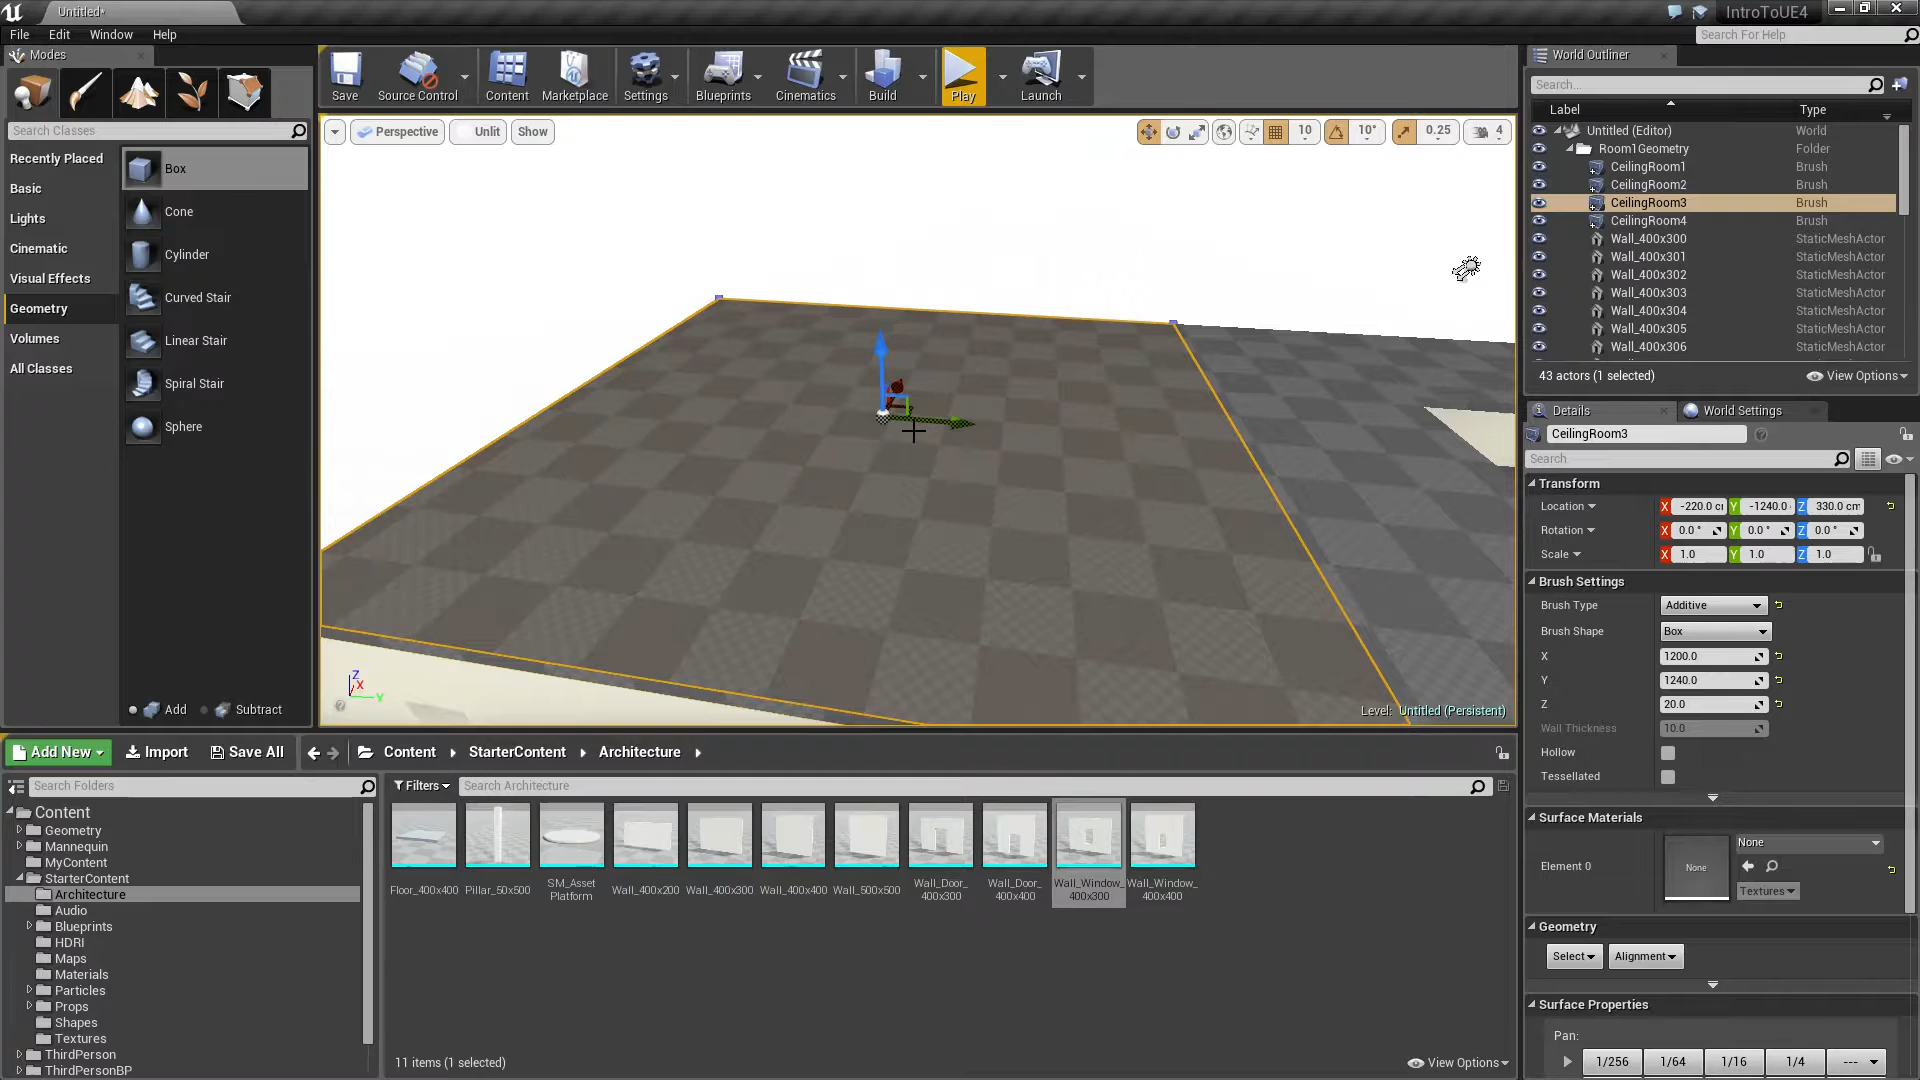 Untitled*
IntroToUE4
File Edit Window Help
Search For Help
Modes
Save
Source Control
Content
Marketplace
Settings
Blueprints
Cinematics
Build
Play
Launch
Search Classes
Recently Placed
Basic
Lights
Cinematic
Visual Effects
Geometry
Volumes
All Classes
Box
Cone
Cylinder
Curved Stair
Linear Stair
Spiral Stair
Sphere
Add
Subtract
Perspective
Unlit
Show
10
10°
0.25
4
Z
X
Y
Level: Untitled (Persistent)
World Outliner
Search...
Label Type
Untitled (Editor) World
Room1Geometry Folder
CeilingRoom1 Brush
CeilingRoom2 Brush
CeilingRoom3 Brush
CeilingRoom4 Brush
Wall_400x300 StaticMeshActor
Wall_400x301 StaticMeshActor
Wall_400x302 StaticMeshActor
Wall_400x303 StaticMeshActor
Wall_400x304 StaticMeshActor
Wall_400x305 StaticMeshActor
Wall_400x306 StaticMeshActor
43 actors (1 selected)
View Options
Details
World Settings
CeilingRoom3
Search
Transform
Location X -220.0 c Y -1240.0 Z 330.0 cm
Rotation X 0.0 ° Y 0.0 ° Z 0.0 °
Scale X 1.0 Y 1.0 Z 1.0
Brush Settings
Brush Type Additive
Brush Shape Box
X 1200.0
Y 1240.0
Z 20.0
Wall Thickness 10.0
Hollow
Tessellated
Surface Materials
Element 0
None
None
Textures
Geometry
Select
Alignment
Surface Properties
Pan:
1/256 1/64 1/16 1/4 ---
Add New
Import
Save All
Content StarterContent Architecture
Search Folders
Filters
Search Architecture
Content
Geometry
Mannequin
MyContent
StarterContent
Architecture
Audio
Blueprints
HDRI
Maps
Materials
Particles
Props
Shapes
Textures
ThirdPerson
ThirdPersonBP
Floor_400x400
Pillar_50x500
SM_Asset
Platform
Wall_400x200
Wall_400x300
Wall_400x400
Wall_500x500
Wall_Door_
400x300
Wall_Door_
400x400
Wall_Window_
400x300
Wall_Window_
400x400
11 items (1 selected)
View Options